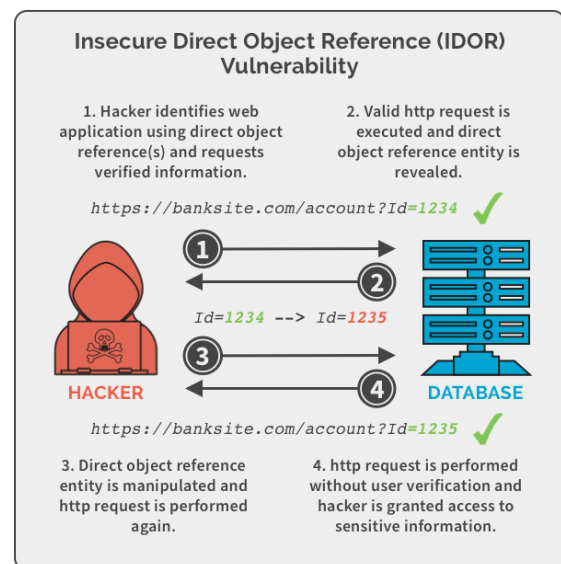 Insecure Direct Object Reference (IDOR)
Vulnerability
1. Hacker identifies web
application using direct object
reference(s) and requests
verified information.
2. Valid http request is
executed and direct
object reference entity is
revealed.
https://banksite.com/account?Id=1234
1
2
Id=1234 --> Id=1235
3
4
HACKER
DATABASE
https://banksite.com/account?Id=1235
3. Direct object reference
entity is manipulated and
http request is performed
again.
4. http request is performed
without user verification and
hacker is granted access to
sensitive information.